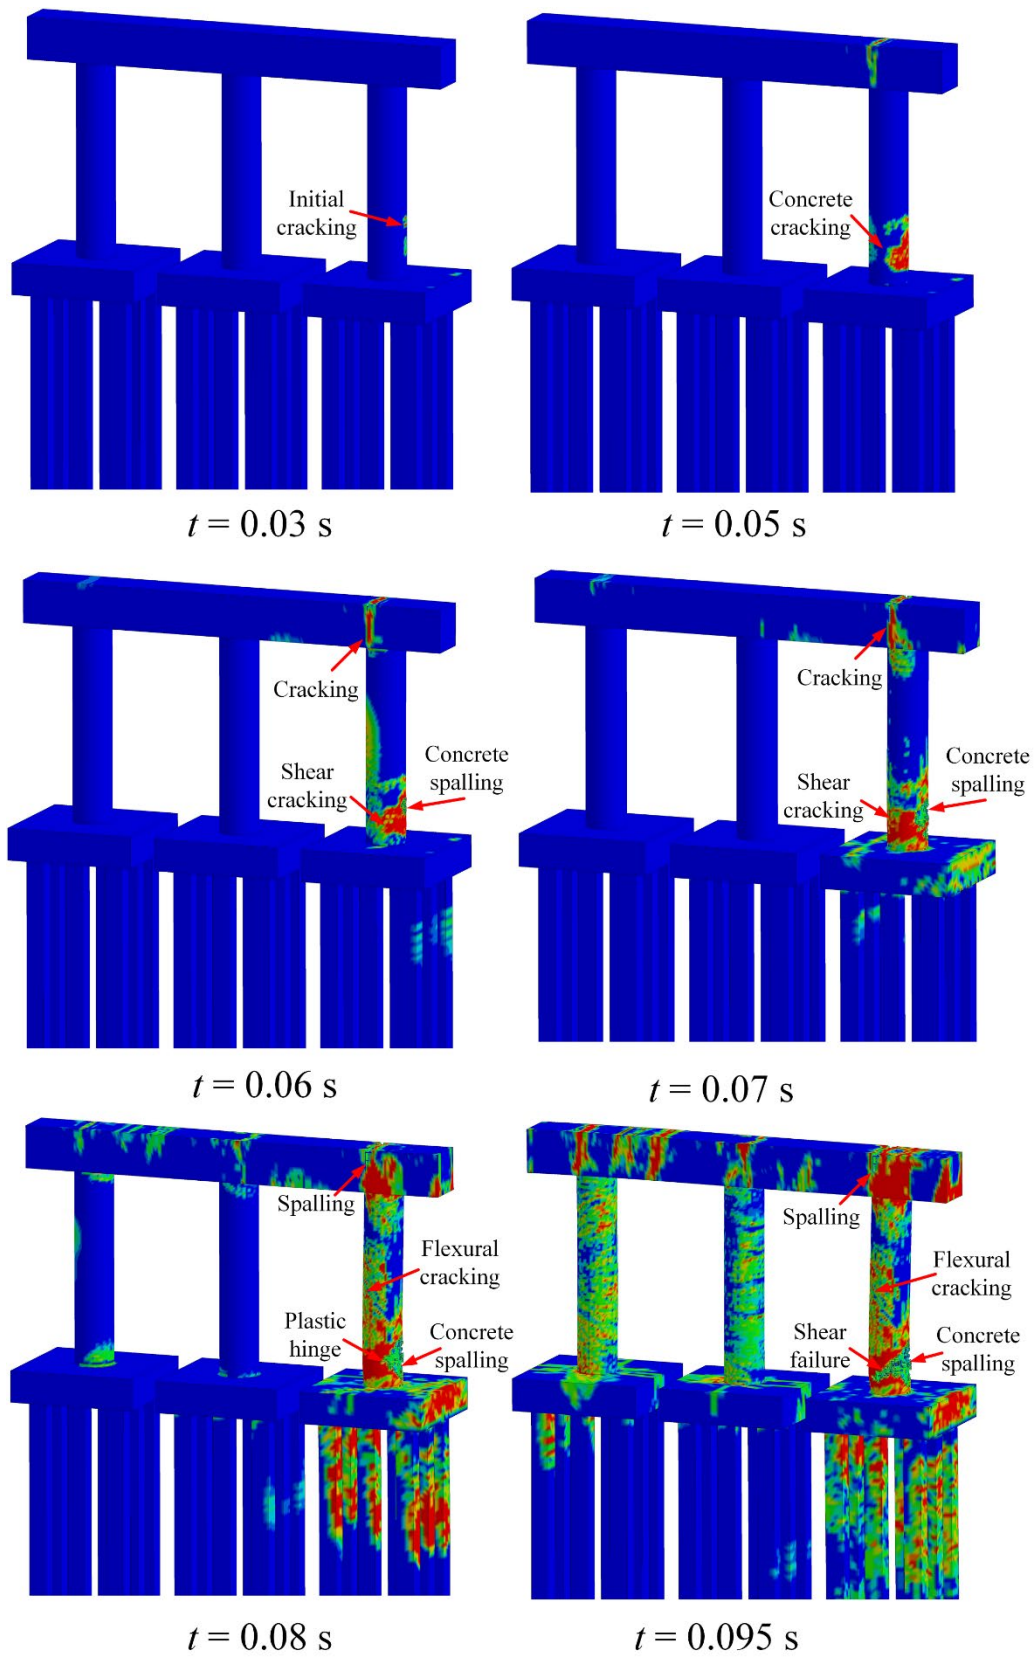 Initial
cracking
t = 0.03 s
Concrete
cracking
t = 0.05 s
Cracking
Shear
cracking
Concrete
spalling
t = 0.06 s
Cracking
Shear
cracking
Concrete
spalling
t = 0.07 s
Spalling
Flexural
cracking
Plastic
hinge
Concrete
spalling
t = 0.08 s
Spalling
Flexural
cracking
Shear
failure
Concrete
spalling
t = 0.095 s